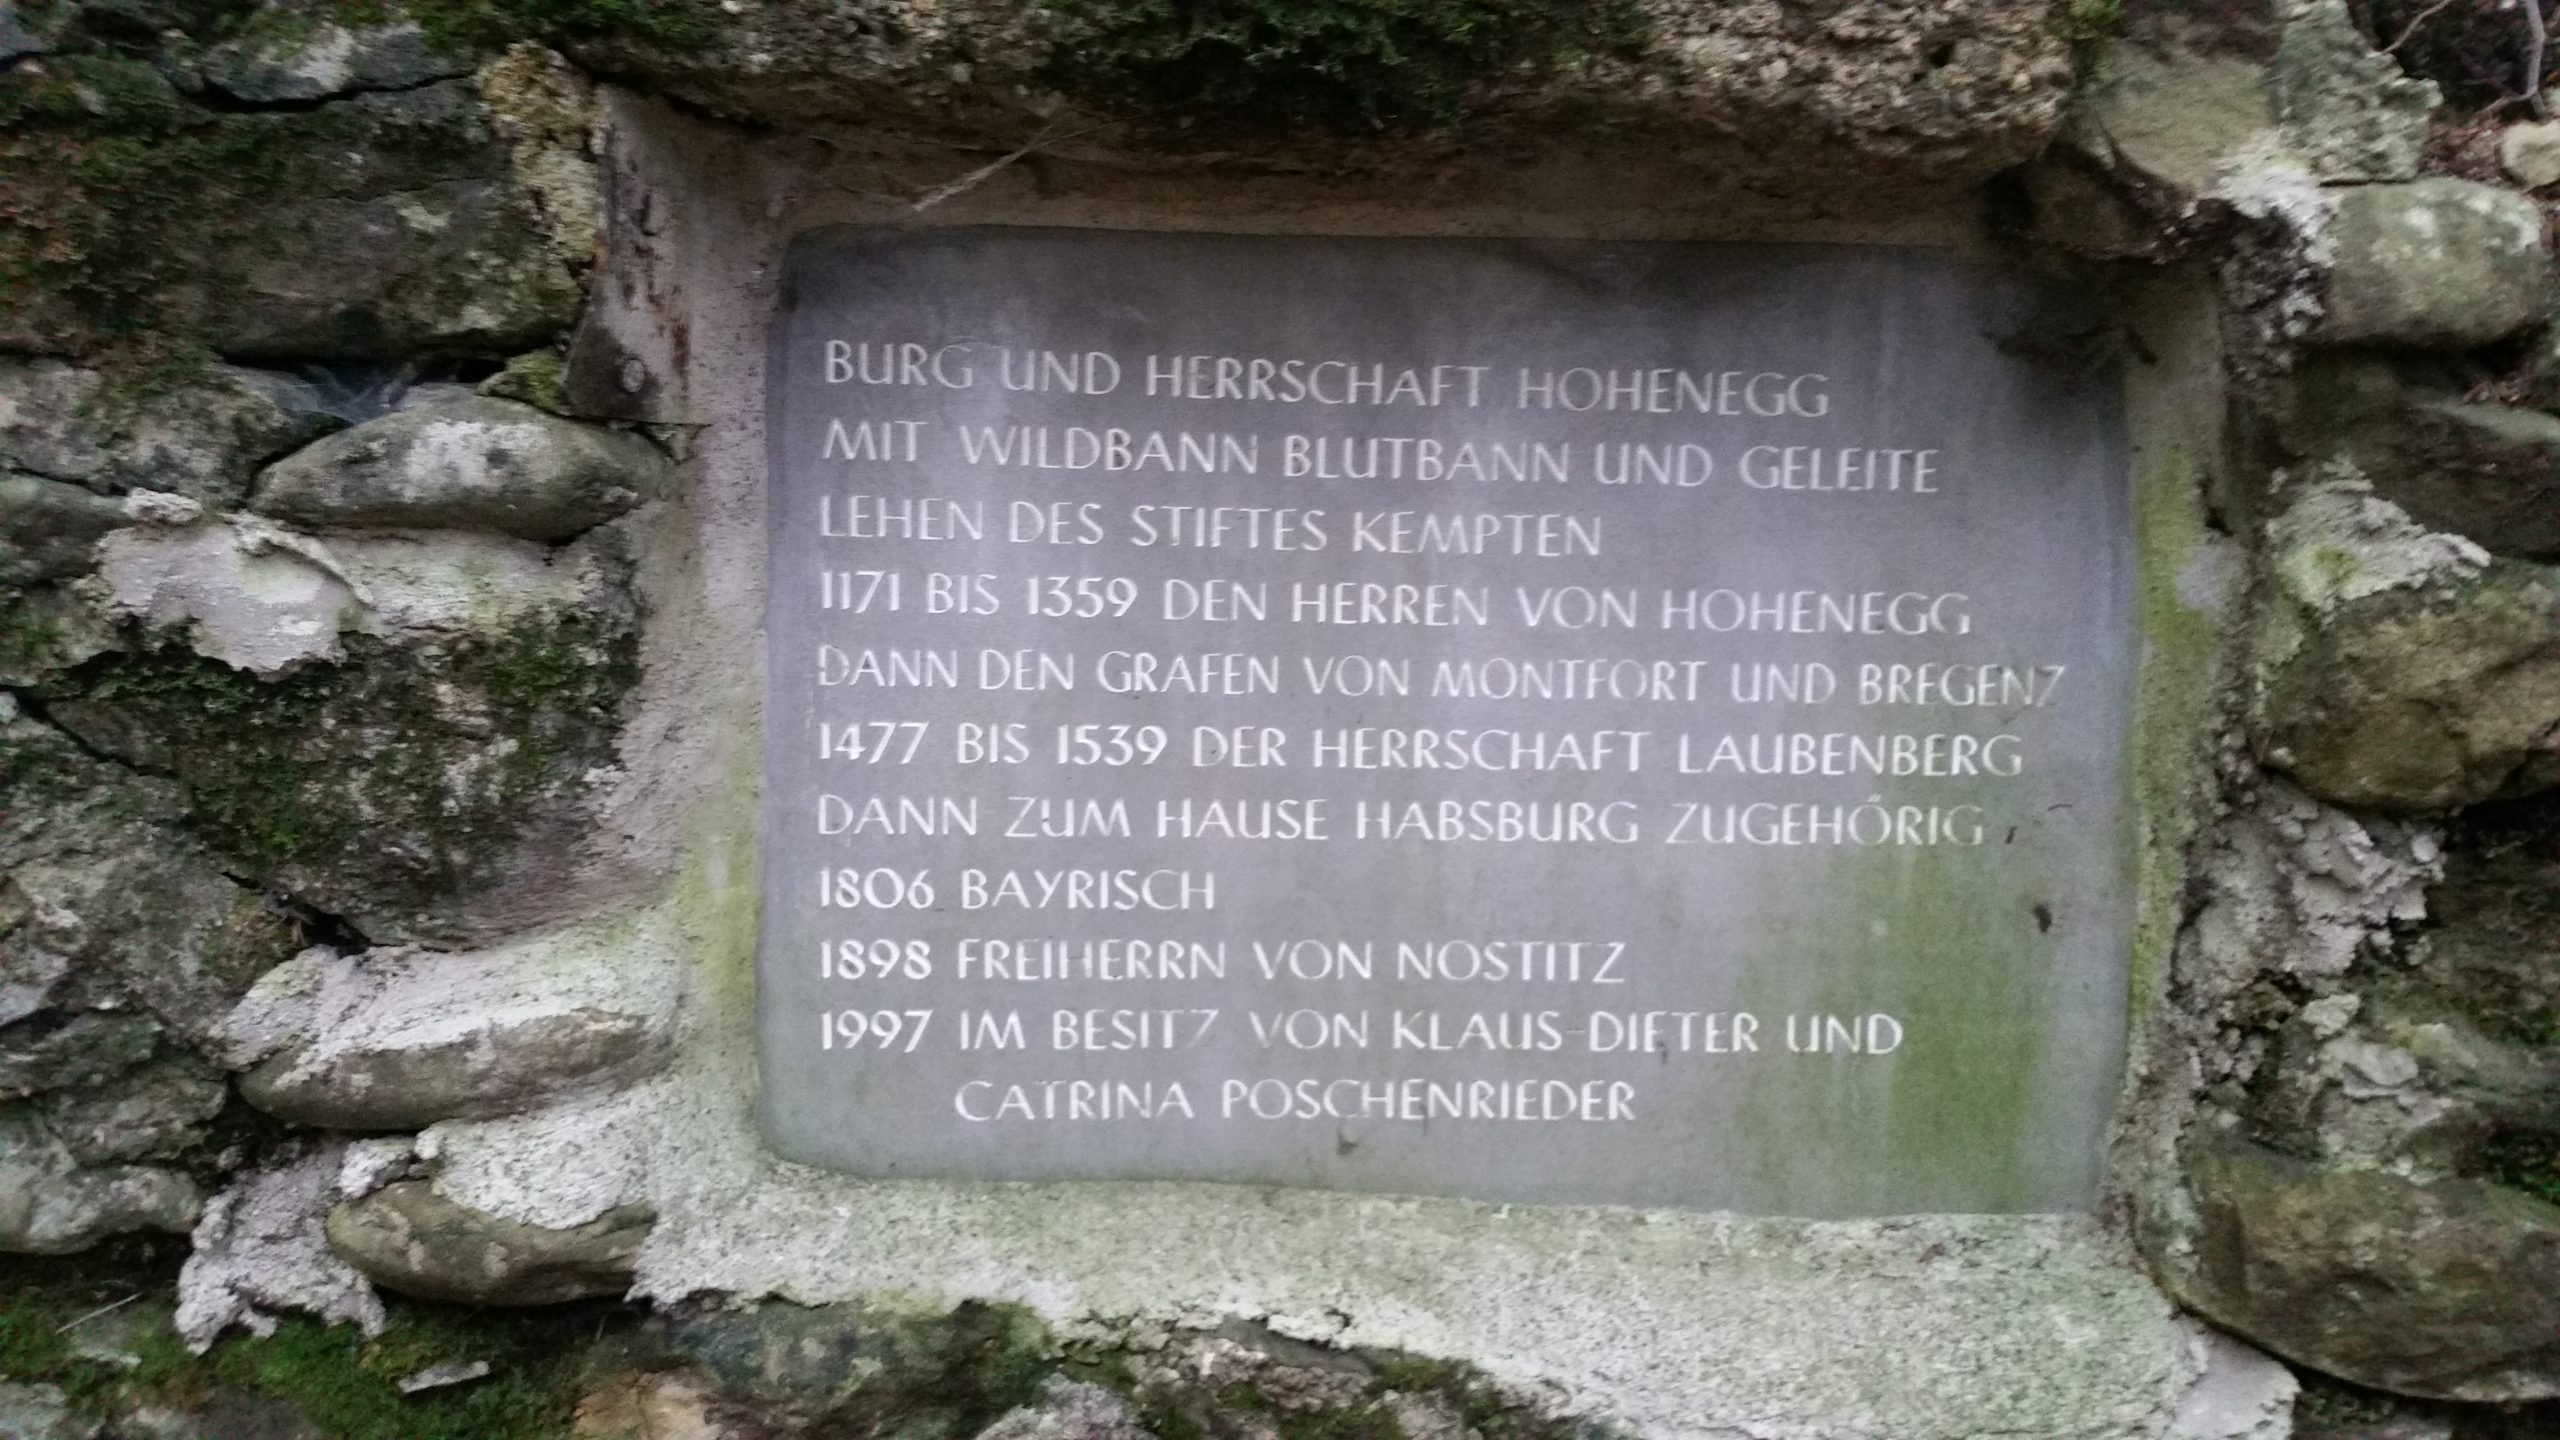 BURG UND HERRSCHAFT HOHENEGG
MIT WILDBANN BLUTBANN UND GELEITE
LEHEN DES STIFTES KEMPTEN
1171 BIS 1359 DEN HERREN VON HOHENEGG
DANN DEN GRAFEN VON MONTFORT UND BREGENZ
1477 BIS 1539 DER HERRSCHAFT LAUBENBERG
DANN ZUM HAUSE HABSBURG ZUGEHÖRIG
1806 BAYRISCH
1898 FREIHERRN VON NOSTITZ
1997 IM BESITZ VON KLAUS-DIETER UND
CATRINA POSCHENRIEDER